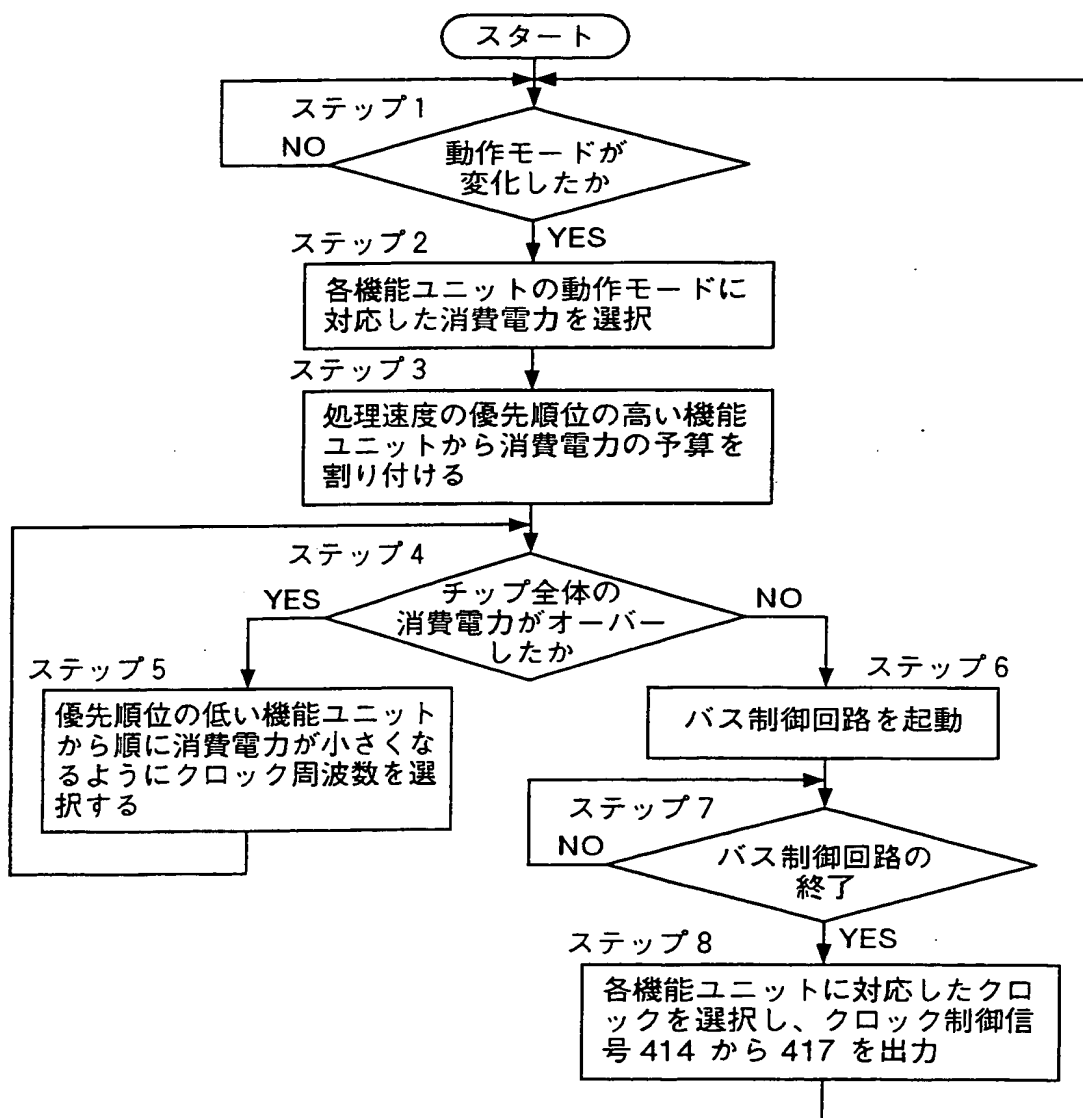 スタート
ステップ1
NO
動作モードが
変化したか
YES
ステップ2
各機能ユニットの動作モードに
対応した消費電力を選択
ステップ3
処理速度の優先順位の高い機能
ユニットから消費電力の予算を
割り付ける
ステップ4
YES
チップ全体の
消費電力がオーバー
したか
NO
ステップ5
優先順位の低い機能ユニット
から順に消費電力が小さくな
るようにクロック周波数を選
択する
ステップ6
バス制御回路を起動
ステップ7
NO
バス制御回路の
終了
YES
ステップ8
各機能ユニットに対応したクロ
ックを選択し、クロック制御信
号414 から 417 を出力